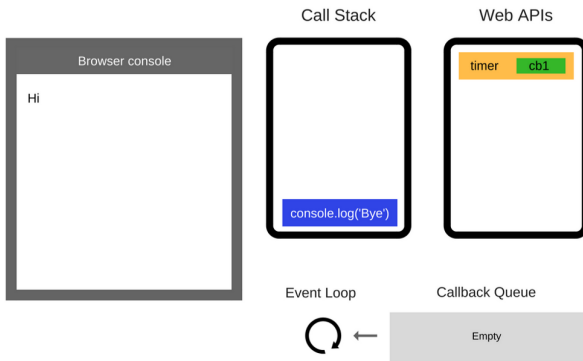 Call Stack
Web APIs
Browser console
Hi
timer
cb1
console.log('Bye')
Event Loop
Callback Queue
Empty